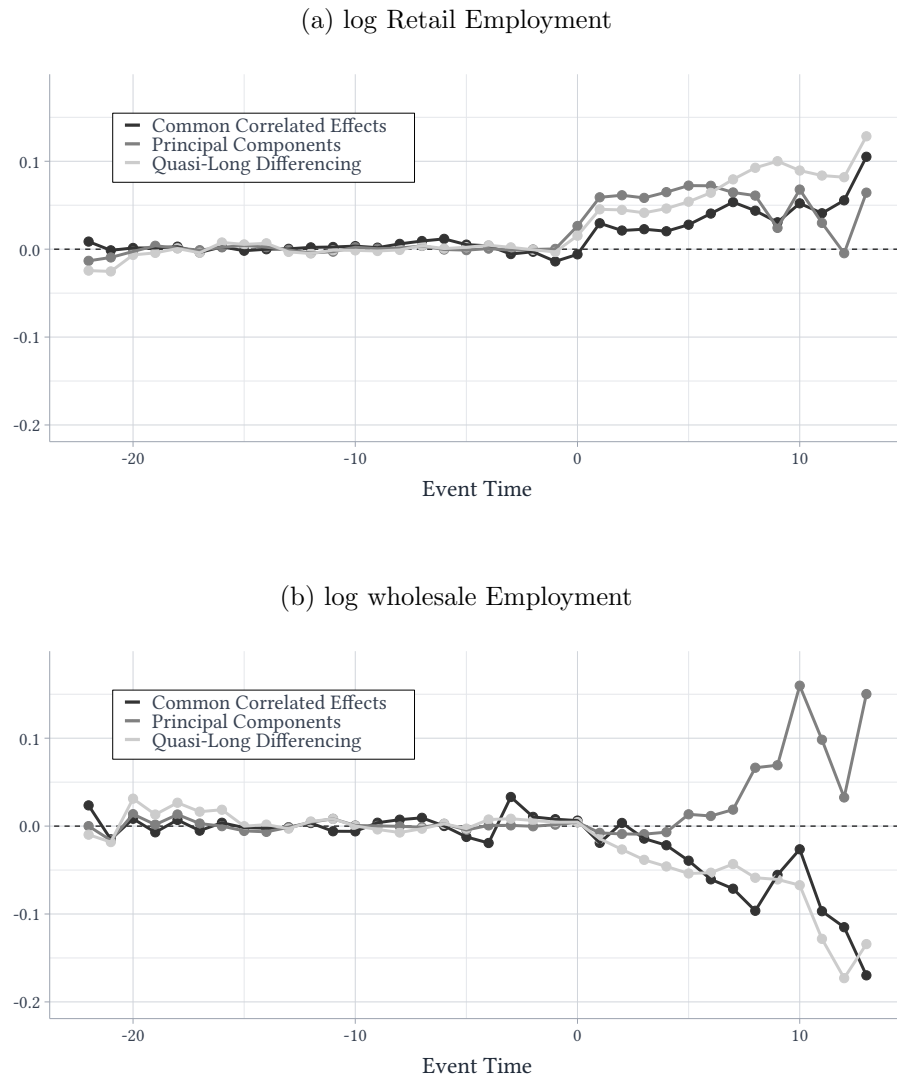 (a) log Retail Employment
Common Correlated Effects
Principal Components
Quasi-Long Differencing
0.1
0.0
-0.1
-0.2
-20
-10
0
10
Event Time
(b) log wholesale Employment
Common Correlated Effects
Principal Components
Quasi-Long Differencing
0.1
0.0
-0.1
-0.2
-20
-10
0
10
Event Time